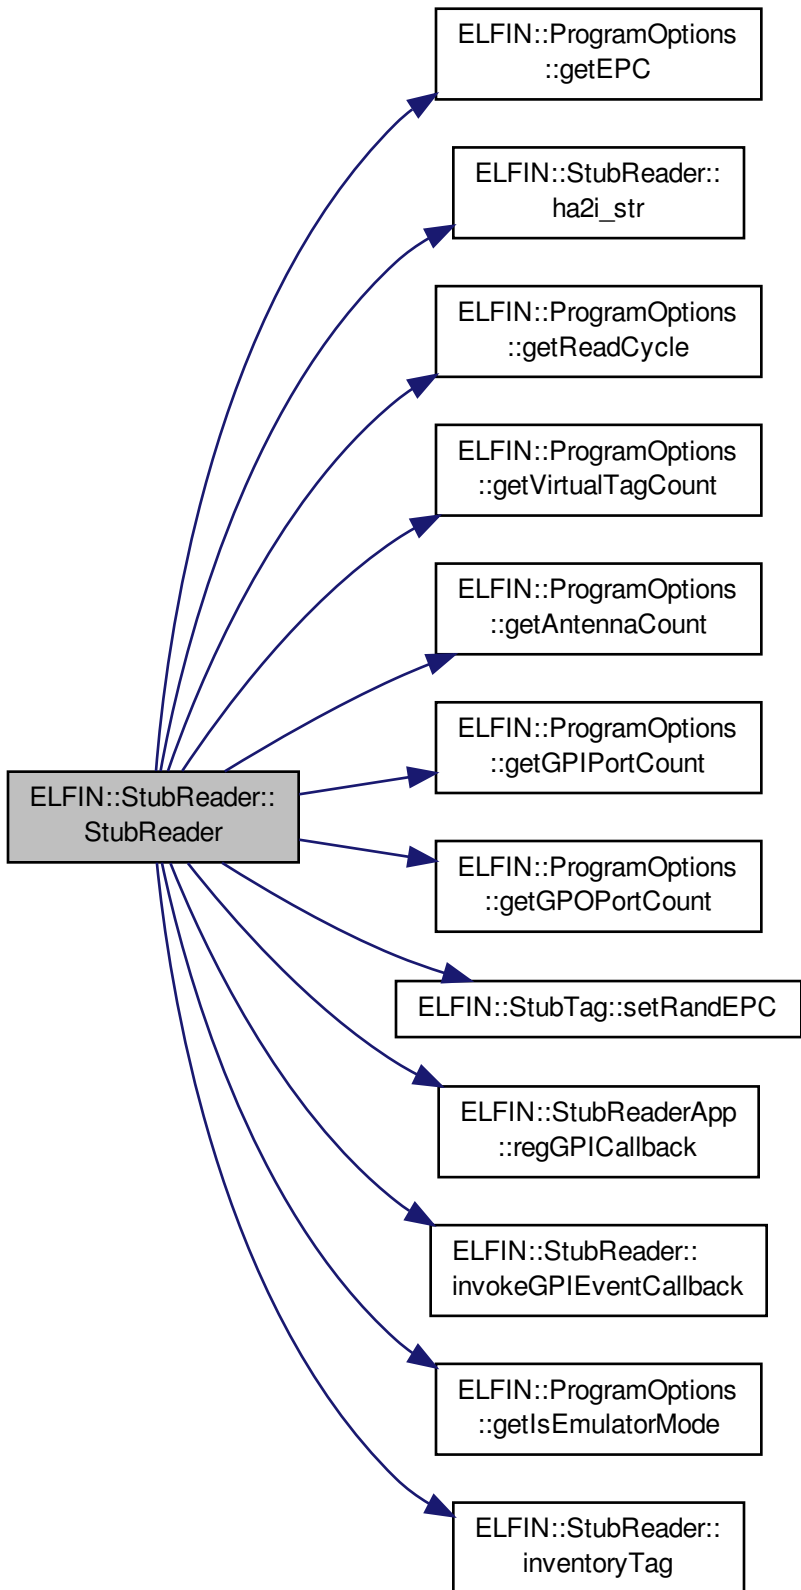 ELFIN::ProgramOptions
::getEPC
ELFIN::StubReader::
ha2i_str
ELFIN::ProgramOptions
::getReadCycle
ELFIN::ProgramOptions
::getVirtualTagCount
ELFIN::ProgramOptions
::getAntennaCount
ELFIN::ProgramOptions
::getGPIPortCount
ELFIN::StubReader::
StubReader
ELFIN::ProgramOptions
::getGPOPortCount
ELFIN::StubTag::setRandEPC
ELFIN::StubReaderApp
::regGPICallback
ELFIN::StubReader::
invokeGPIEventCallback
ELFIN::ProgramOptions
::getIsEmulatorMode
ELFIN::StubReader::
inventoryTag